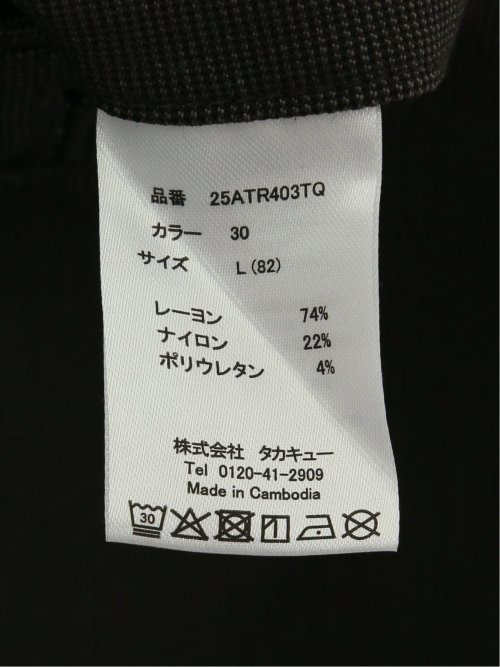 品番 25ATR403TQ
カラー 30
サイズ L(82)
レーヨン 74%
ナイロン 22%
ポリウレタン 4%
株式会社 タカキュー
Tel 0120-41-2909
Made in Cambodia
30